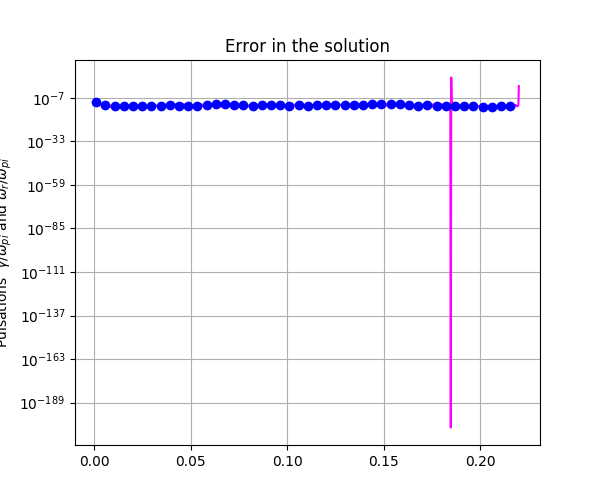 Error in the solution
Pulsations γ/ω_pi and ω_r/ω_pi
10^-7
10^-33
10^-59
10^-85
10^-111
10^-137
10^-163
10^-189
0.00 0.05 0.10 0.15 0.20